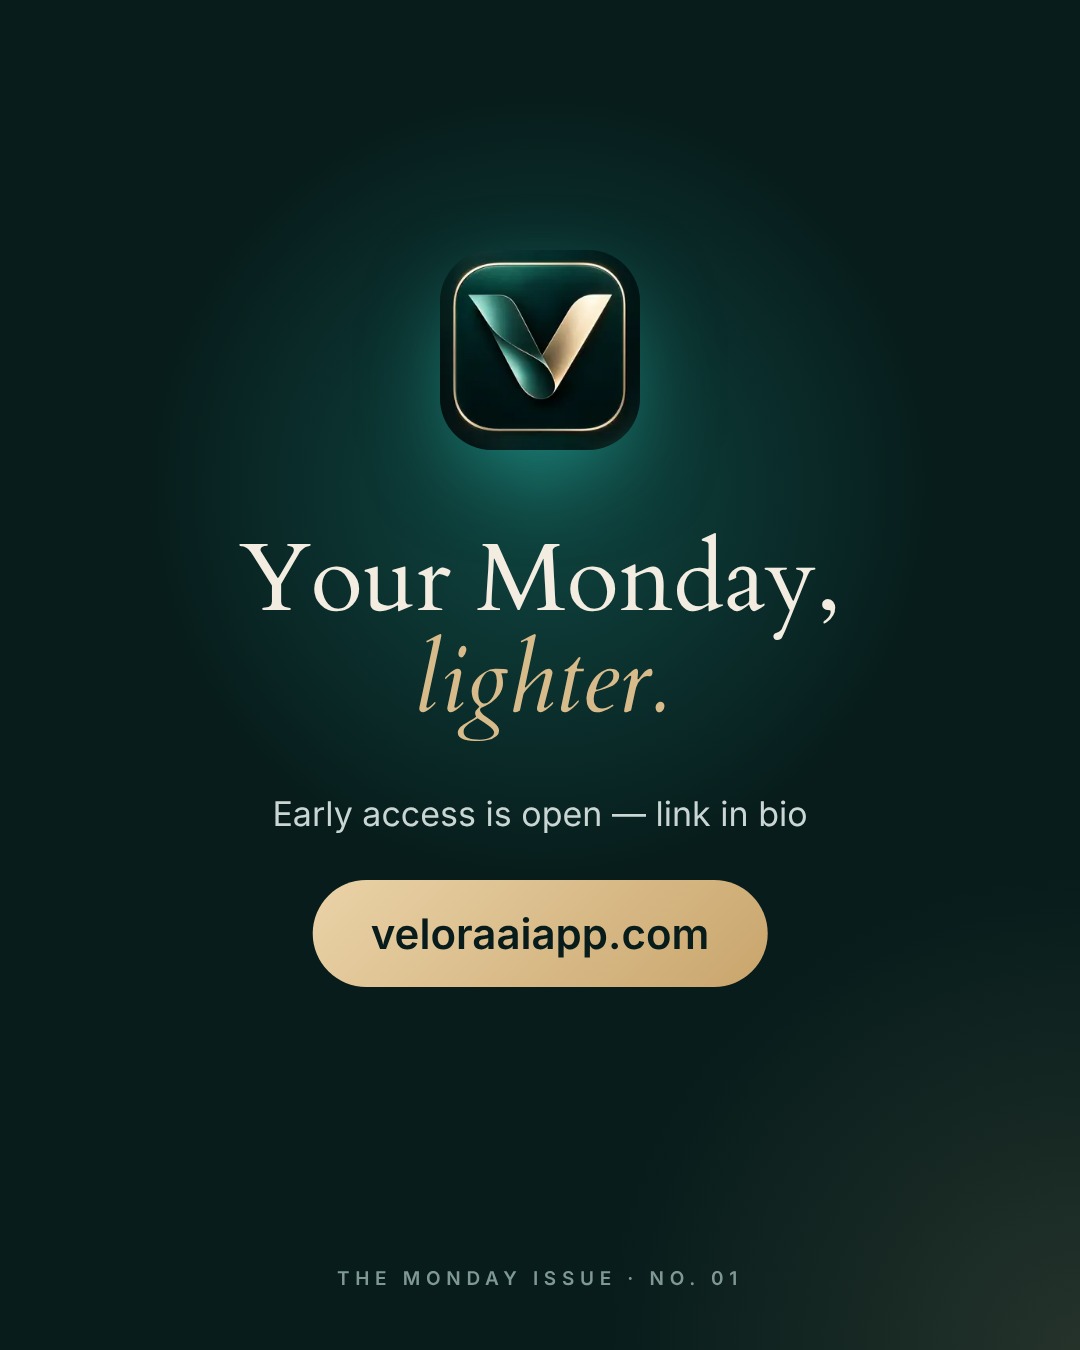 Your Monday,
lighter.
Early access is open — link in bio
veloraaiapp.com
THE MONDAY ISSUE · NO. 01